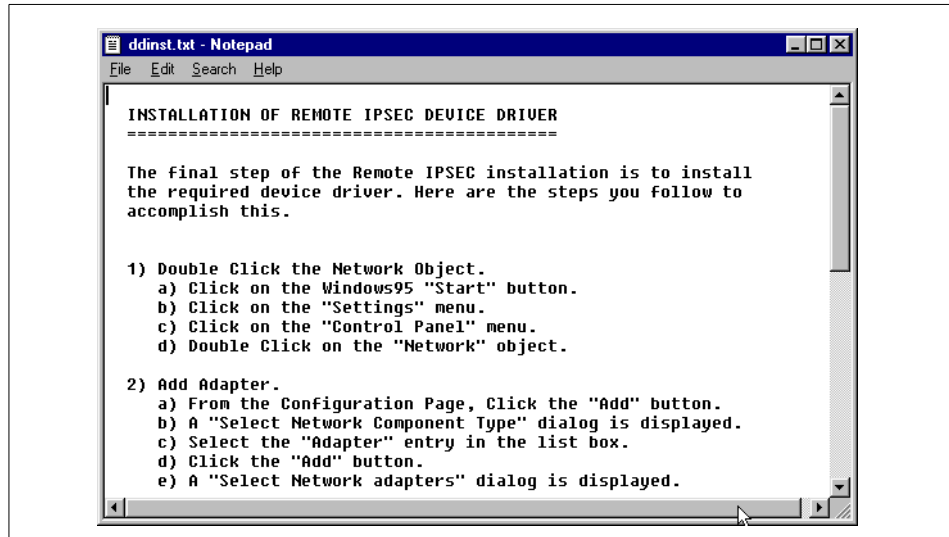 ddinst.txt - Notepad
File Edit Search Help
INSTALLATION OF REMOTE IPSEC DEVICE DRIVER
==========================================
The final step of the Remote IPSEC installation is to install
the required device driver. Here are the steps you follow to
accomplish this.
1) Double Click the Network Object.
a) Click on the Windows95 "Start" button.
b) Click on the "Settings" menu.
c) Click on the "Control Panel" menu.
d) Double Click on the "Network" object.
2) Add Adapter.
a) From the Configuration Page, Click the "Add" button.
b) A "Select Network Component Type" dialog is displayed.
c) Select the "Adapter" entry in the list box.
d) Click the "Add" button.
e) A "Select Network adapters" dialog is displayed.